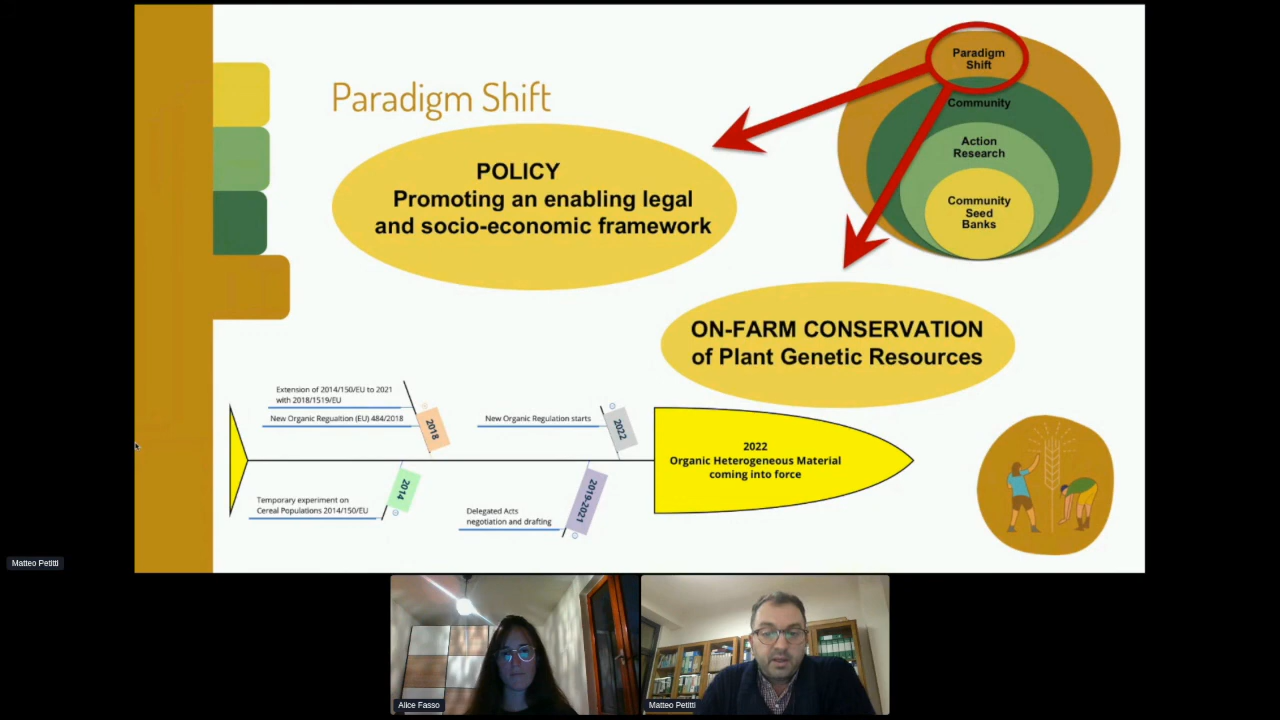 Paradigm Shift
POLICY
Promoting an enabling legal
and socio-economic framework
Paradigm
Shift
Community
Action
Research
Community
Seed
Banks
ON-FARM CONSERVATION
of Plant Genetic Resources
Extension of 2014/150/EU to 2021
with 2018/1519/EU
New Organic Regualtion (EU) 484/2018
2018
New Organic Regulation starts
2022
Temporary experiment on
Cereal Populations 2014/150/EU
2014
Delegated Acts
negotiation and drafting
2019-2021
2022
Organic Heterogeneous Material
coming into force
Matteo Petitti
Alice Fasso
Matteo Petitti